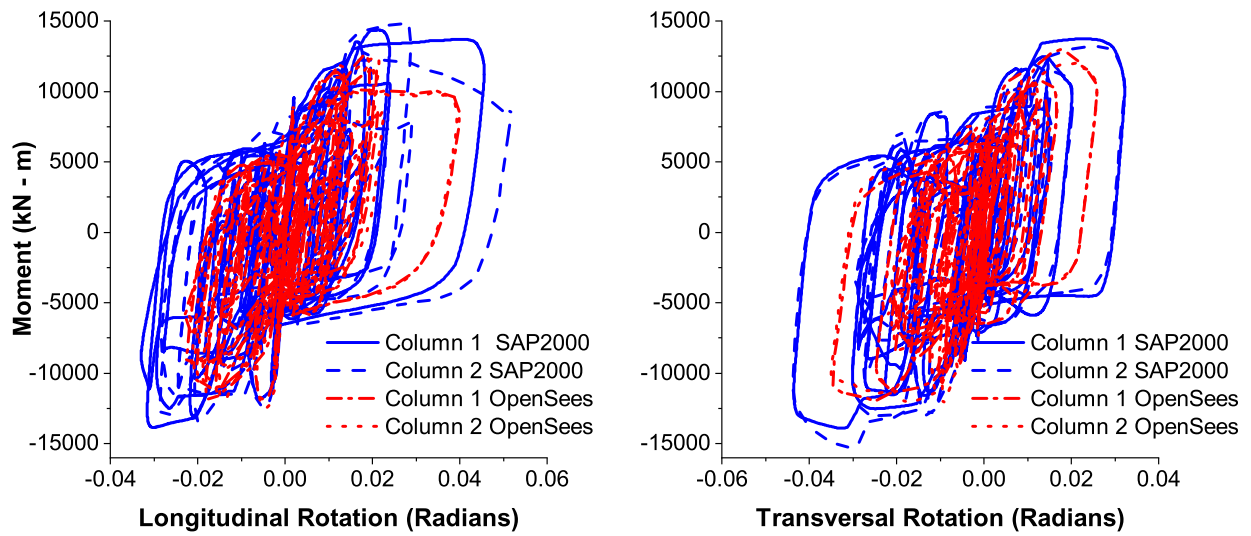 15000
10000
5000
0
-5000
-10000
-15000
Moment (kN - m)
-0.04
-0.02
0.00
0.02
0.04
0.06
Longitudinal Rotation (Radians)
Column 1 SAP2000
Column 2 SAP2000
Column 1 OpenSees
Column 2 OpenSees
15000
10000
5000
0
-5000
-10000
-15000
-0.06
-0.04
-0.02
0.00
0.02
0.04
Transversal Rotation (Radians)
Column 1 SAP2000
Column 2 SAP2000
Column 1 OpenSees
Column 2 OpenSees